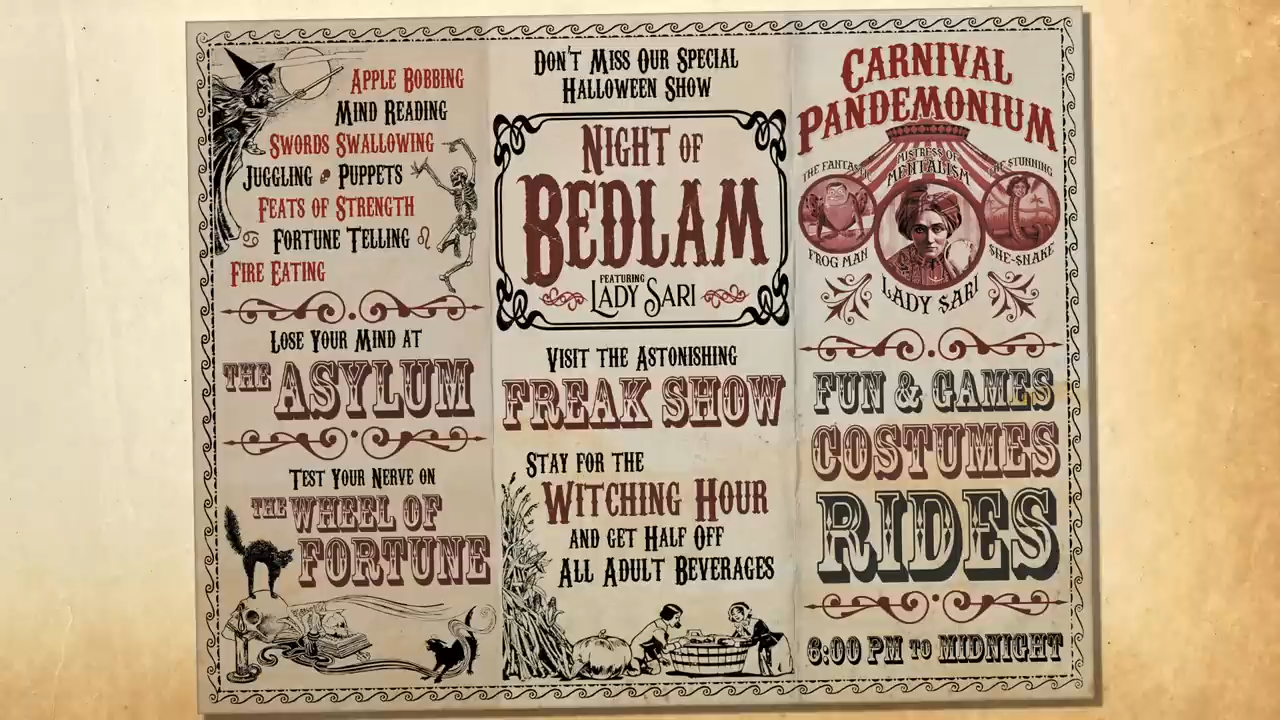 APPLE BOBBING
MIND READING
SWORDS SWALLOWING
JUGGLING PUPPETS
FEATS OF STRENGTH
FORTUNE TELLING
FIRE EATING
LOSE YOUR MIND AT
THE ASYLUM
TEST YOUR NERVE ON
THE WHEEL OF
FORTUNE
DON'T MISS OUR SPECIAL
HALLOWEEN SHOW
NIGHT OF
BEDLAM
FEATURING
LADY SARI
VISIT THE ASTONISHING
FREAK SHOW
STAY FOR THE
WITCHING HOUR
AND GET HALF OFF
ALL ADULT BEVERAGES
CARNIVAL
PANDEMONIUM
THE FANTASTIC
FROG MAN
MISTRESS OF
MENTALISM
LADY SARI
THE STUNNING
SHE-SNAKE
FUN & GAMES
COSTUMES
RIDES
6:00 PM TO MIDNIGHT